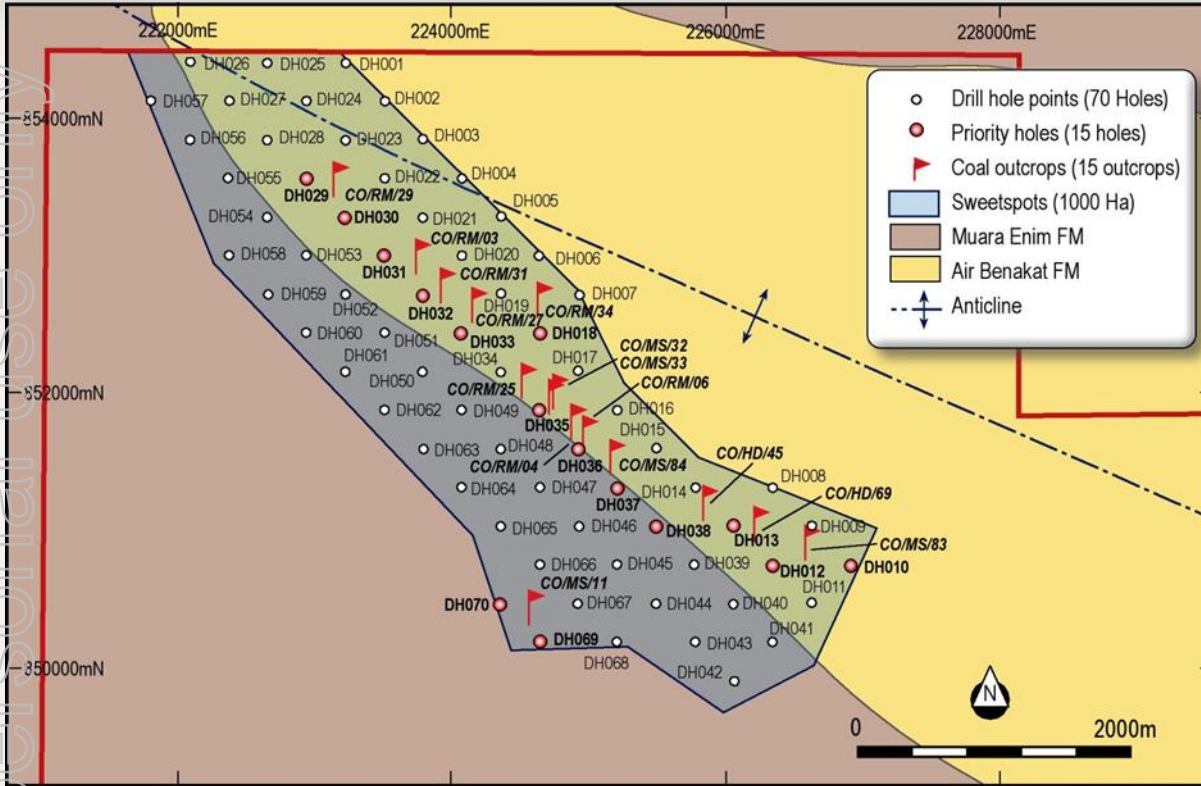 222000mE
224000mE
226000mE
228000mE
DH026
DH025
DH001
DH057
DH027
DH024
DH002
854000mN
DH056
DH028
DH023
DH003
DH055
DH029
CO/RM/29
DH022
DH004
DH054
DH030
DH021
DH005
CO/RM/03
DH058
DH053
DH031
DH020
DH006
CO/RM/31
DH059
DH052
DH032
DH019
DH007
CO/RM/27
CO/RM/34
DH060
DH051
DH033
DH018
DH061
DH050
DH034
DH017
CO/MS/32
CO/MS/33
CO/RM/25
CO/RM/06
852000mN
DH062
DH049
DH035
DH016
DH015
DH063
DH048
DH036
CO/RM/04
CO/MS/84
CO/HD/45
DH064
DH047
DH037
DH014
DH008
CO/HD/69
DH065
DH046
DH038
DH013
DH009
CO/MS/83
DH066
DH045
DH039
DH012
DH010
CO/MS/11
DH070
DH067
DH044
DH040
DH011
DH069
DH068
DH043
DH041
850000mN
DH042
Drill hole points (70 Holes)
Priority holes (15 holes)
Coal outcrops (15 outcrops)
Sweetspots (1000 Ha)
Muara Enim FM
Air Benakat FM
Anticline
N
0
2000m
ersonal use only